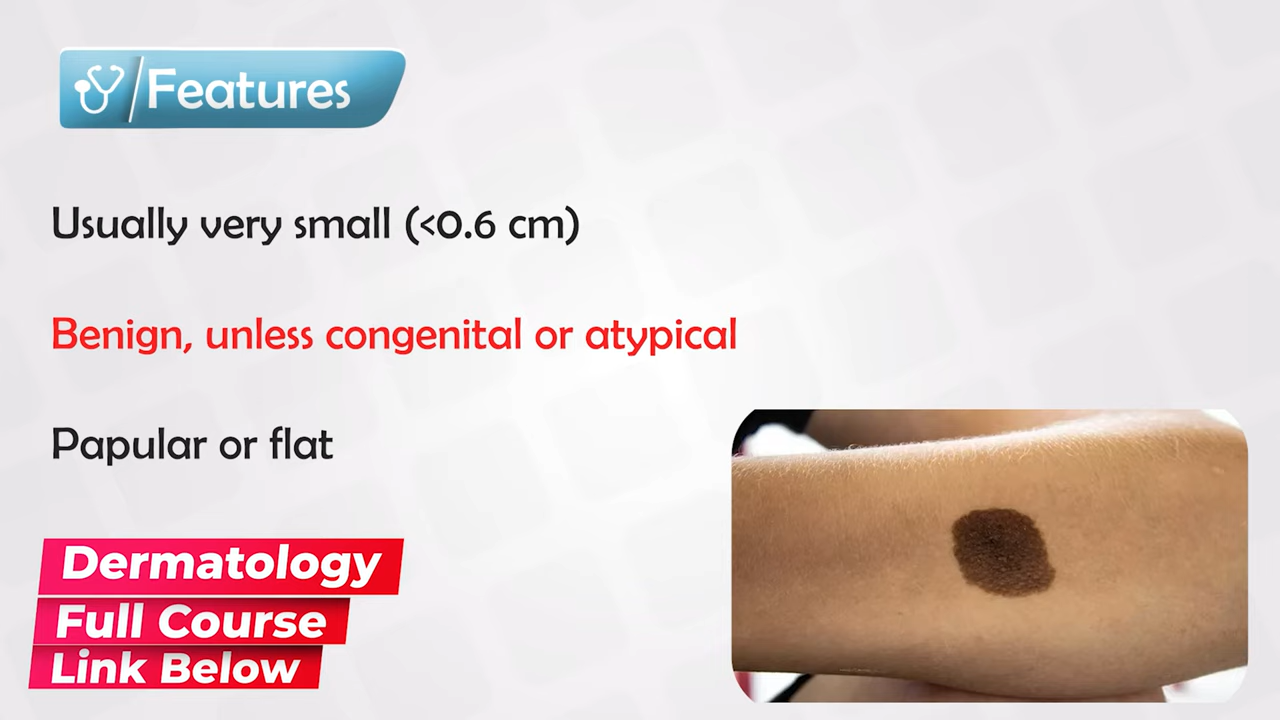 Features
Usually very small (<0.6 cm)
Benign, unless congenital or atypical
Papular or flat
Dermatology
Full Course
Link Below